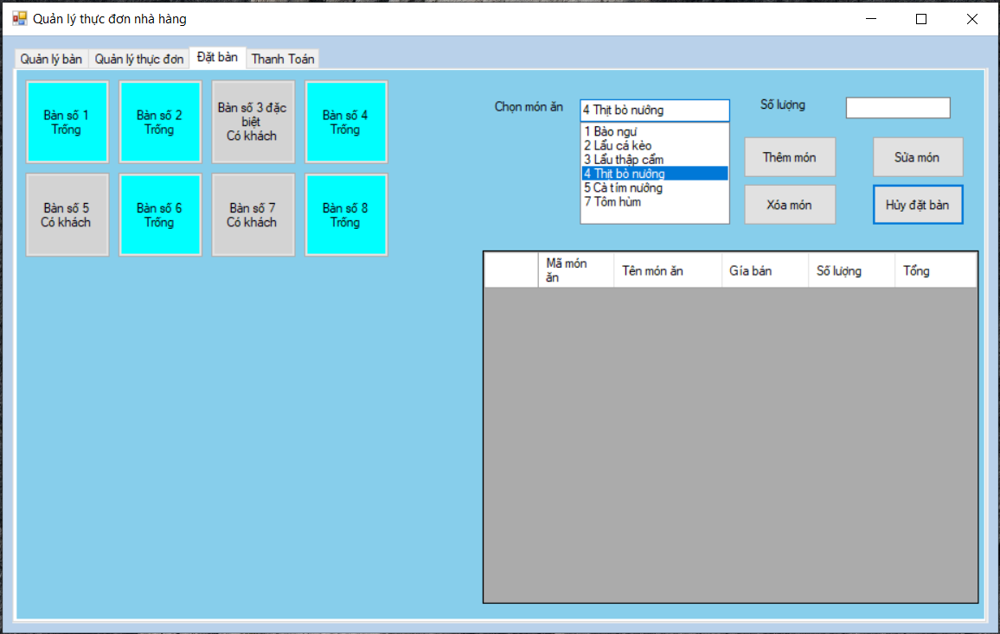 Quản lý thực đơn nhà hàng
Quản lý bàn
Quản lý thực đơn
Đặt bàn
Thanh Toán
Bàn số 1
Trống
Bàn số 2
Trống
Bàn số 3 đặc
biệt
Có khách
Bàn số 4
Trống
Bàn số 5
Có khách
Bàn số 6
Trống
Bàn số 7
Có khách
Bàn số 8
Trống
Chọn món ăn
4 Thịt bò nướng
1 Bào ngư
2 Lẩu cá kèo
3 Lẩu thập cẩm
4 Thịt bò nướng
5 Cà tím nướng
7 Tôm hùm
Số lượng
Thêm món
Sửa món
Xóa món
Hủy đặt bàn
Mã món
ăn
Tên món ăn
Gía bán
Số lượng
Tổng